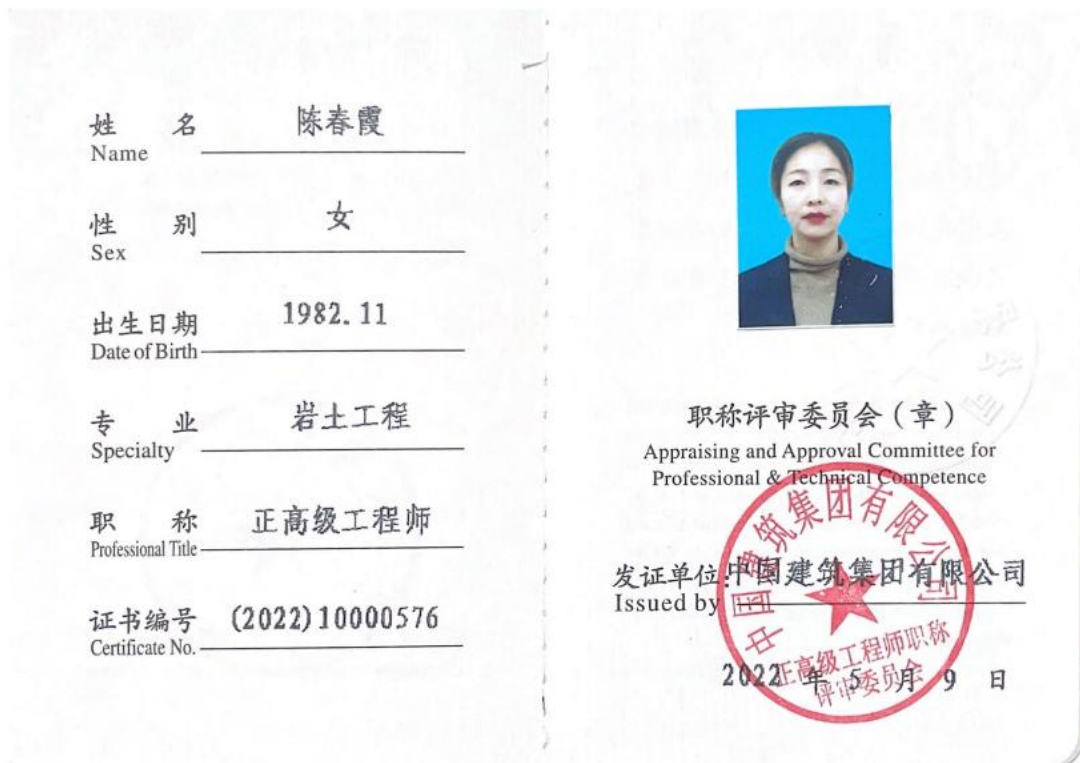 姓名 陈春霞
Name
性别 女
Sex
出生日期 1982.11
Date of Birth
专业 岩土工程
Specialty
职称 正高级工程师
Professional Title
证书编号 (2022)10000576
Certificate No.
职称评审委员会（章）
Appraising and Approval Committee for
Professional & Technical Competence
发证单位:中国建筑集团有限公司
Issued by
2022 年 5 月 9 日
中国建筑集团有限公司
正高级工程师职称
评审委员会